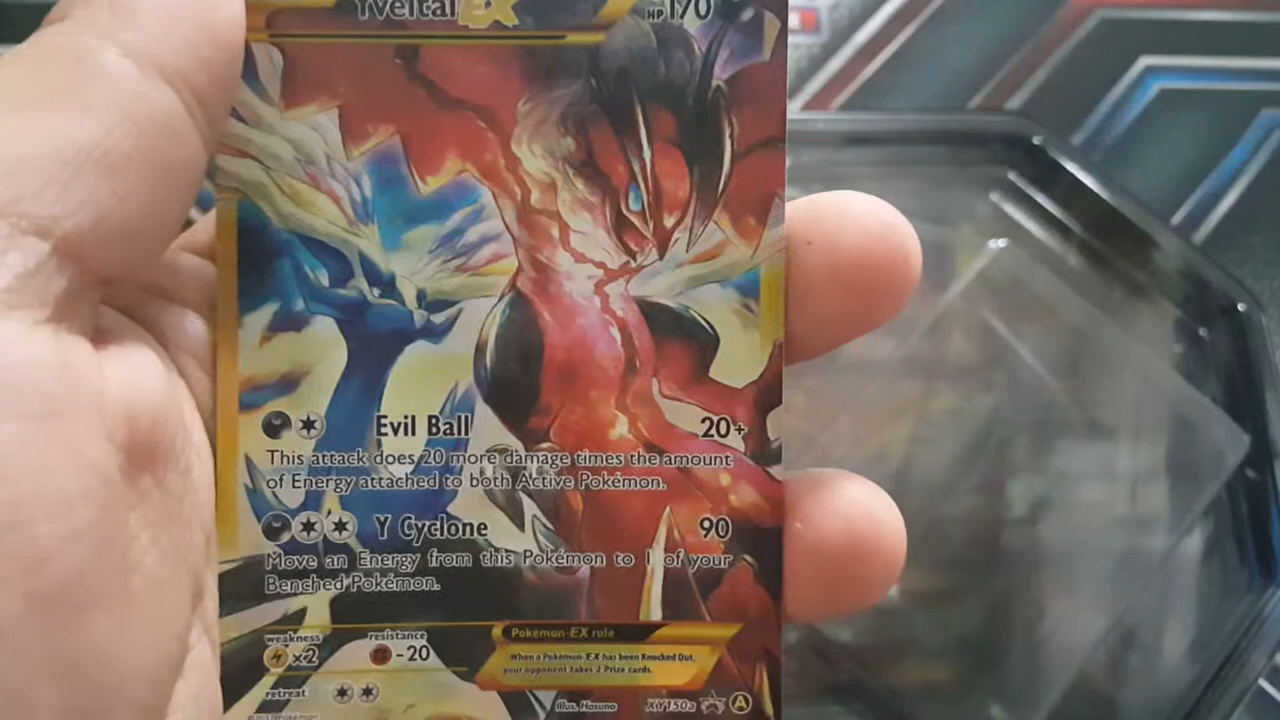 Yveltal EX HP 170
Evil Ball 20+
This attack does 20 more damage times the amount
of Energy attached to both Active Pokémon.
Y Cyclone 90
Move an Energy from this Pokémon to 1 of your
Benched Pokémon.
weakness resistance Pokémon-EX rule
×2 -20
When a Pokémon-EX has been Knocked Out,
your opponent takes 2 Prize cards.
retreat
Illus. Hasuno XY150a A